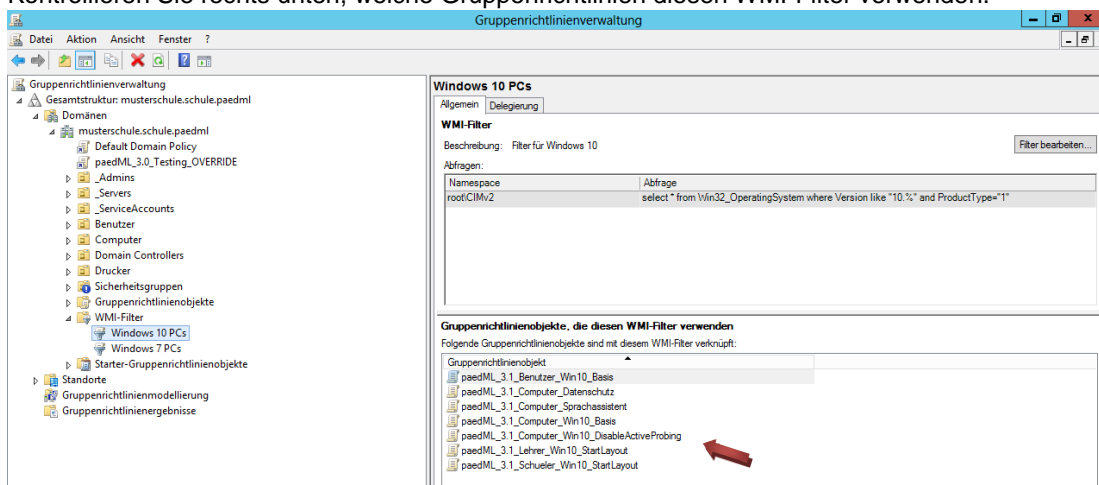 Kontrollieren Sie rechts unten, welche Gruppenrichtlinien diesen WMI-Filter verwenden.
Gruppenrichtlinienverwaltung
Datei Aktion Ansicht Fenster ?
Gruppenrichtlinienverwaltung
Gesamtstruktur: musterschule.schule.paedml
Domänen
musterschule.schule.paedml
Default Domain Policy
paedML_3.0_Testing_OVERRIDE
_Admins
_Servers
_ServiceAccounts
Benutzer
Computer
Domain Controllers
Drucker
Sicherheitsgruppen
Gruppenrichtlinienobjekte
WMI-Filter
Windows 10 PCs
Windows 7 PCs
Starter-Gruppenrichtlinienobjekte
Standorte
Gruppenrichtlinienmodellierung
Gruppenrichtlinienergebnisse
Windows 10 PCs
Allgemein Delegierung
WMI-Filter
Beschreibung: Filter für Windows 10
Filter bearbeiten...
Abfragen:
Namespace Abfrage
root\CIMv2 select * from Win32_OperatingSystem where Version like "10.%" and ProductType="1"
Gruppenrichtlinienobjekte, die diesen WMI-Filter verwenden
Folgende Gruppenrichtlinienobjekte sind mit diesem WMI-Filter verknüpft:
Gruppenrichtlinienobjekt
paedML_3.1_Benutzer_Win10_Basis
paedML_3.1_Computer_Datenschutz
paedML_3.1_Computer_Sprachassistent
paedML_3.1_Computer_Win10_Basis
paedML_3.1_Computer_Win10_DisableActiveProbing
paedML_3.1_Lehrer_Win10_StartLayout
paedML_3.1_Schueler_Win10_StartLayout